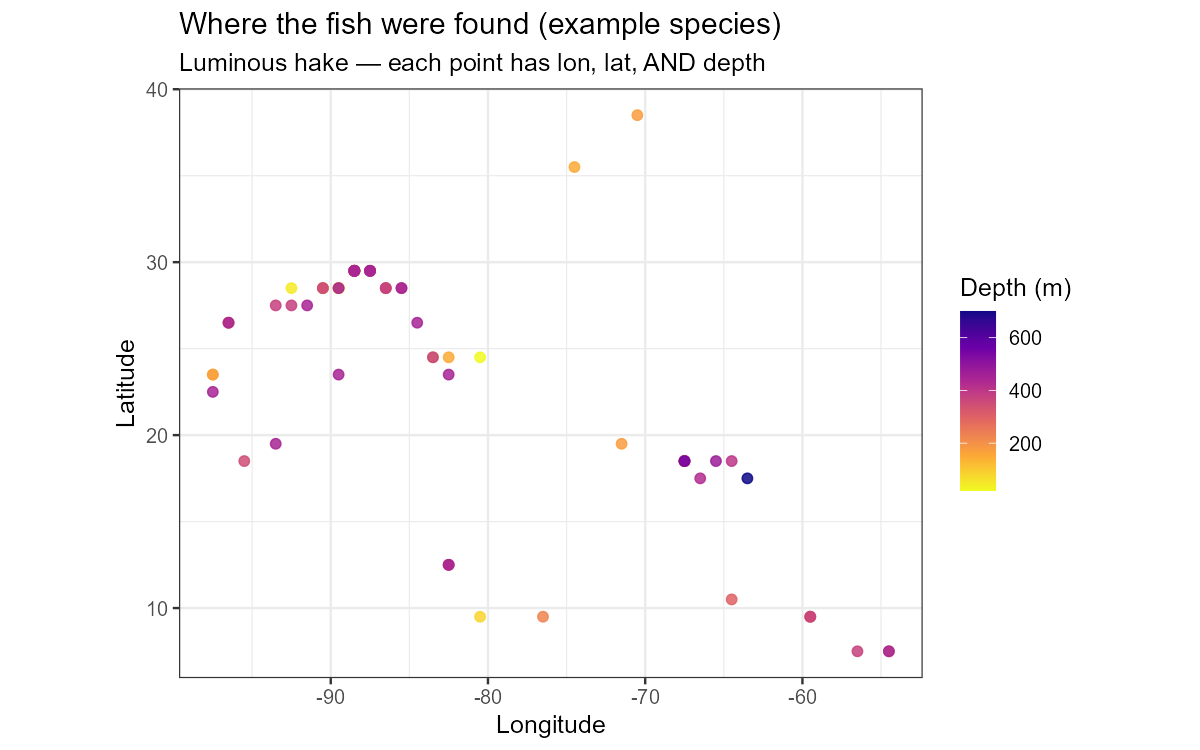 Where the fish were found (example species)
Luminous hake — each point has lon, lat, AND depth
40
30
20
10
Latitude
-90
-80
-70
-60
Longitude
Depth (m)
600
400
200